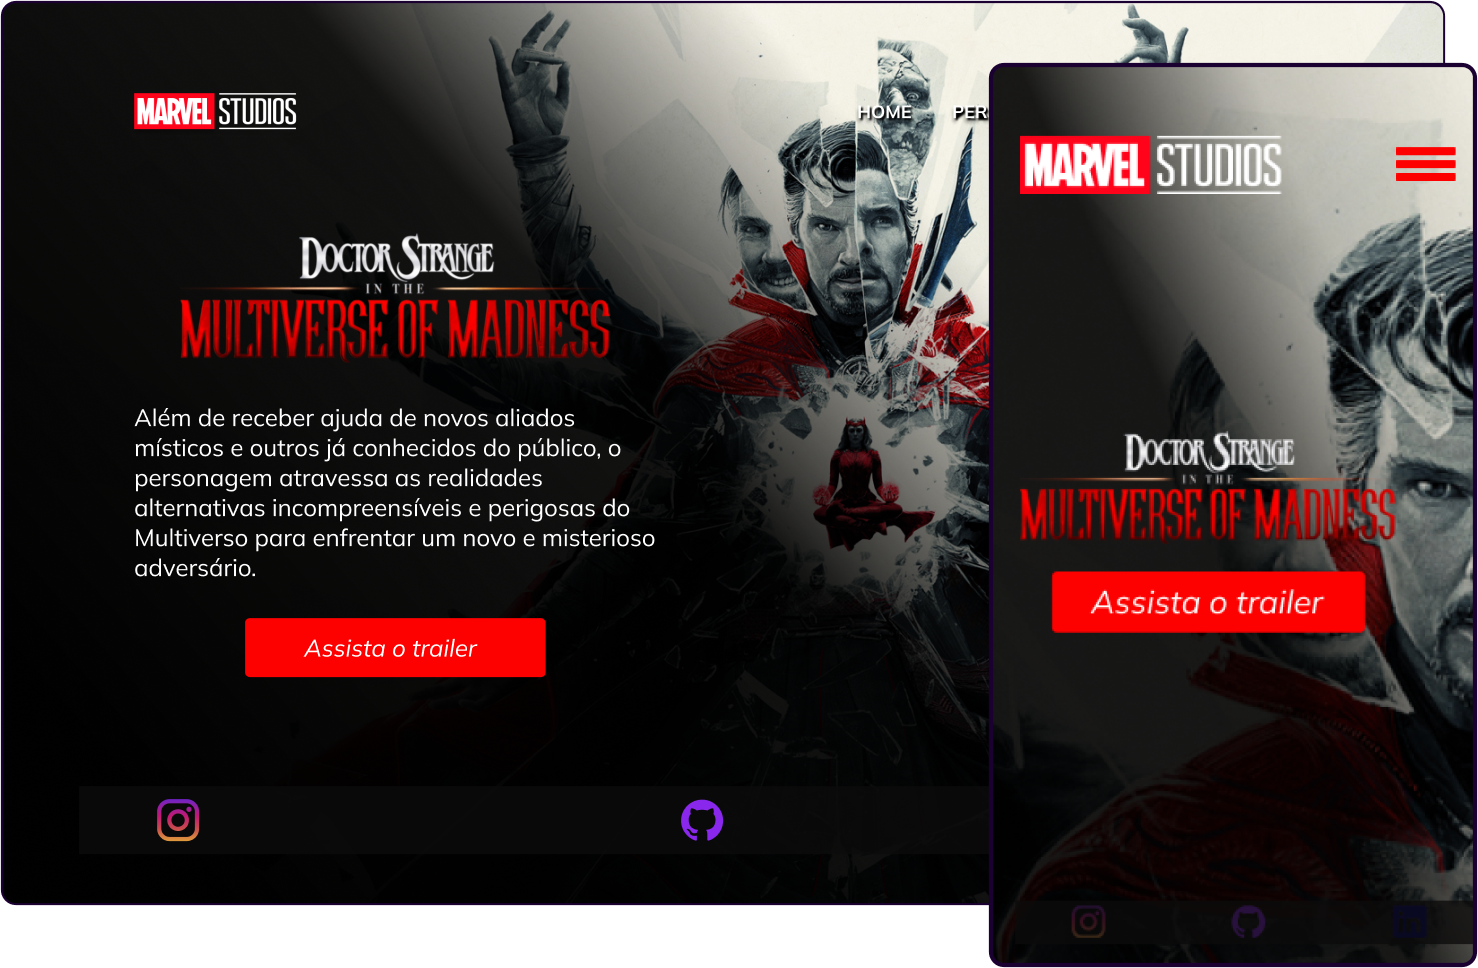 MARVEL STUDIOS
HOME PER
DOCTOR STRANGE
IN THE
MULTIVERSE OF MADNESS
Além de receber ajuda de novos aliados
místicos e outros já conhecidos do público, o
personagem atravessa as realidades
alternativas incompreensíveis e perigosas do
Multiverso para enfrentar um novo e misterioso
adversário.
Assista o trailer
MARVEL STUDIOS
DOCTOR STRANGE
IN THE
MULTIVERSE OF MADNESS
Assista o trailer